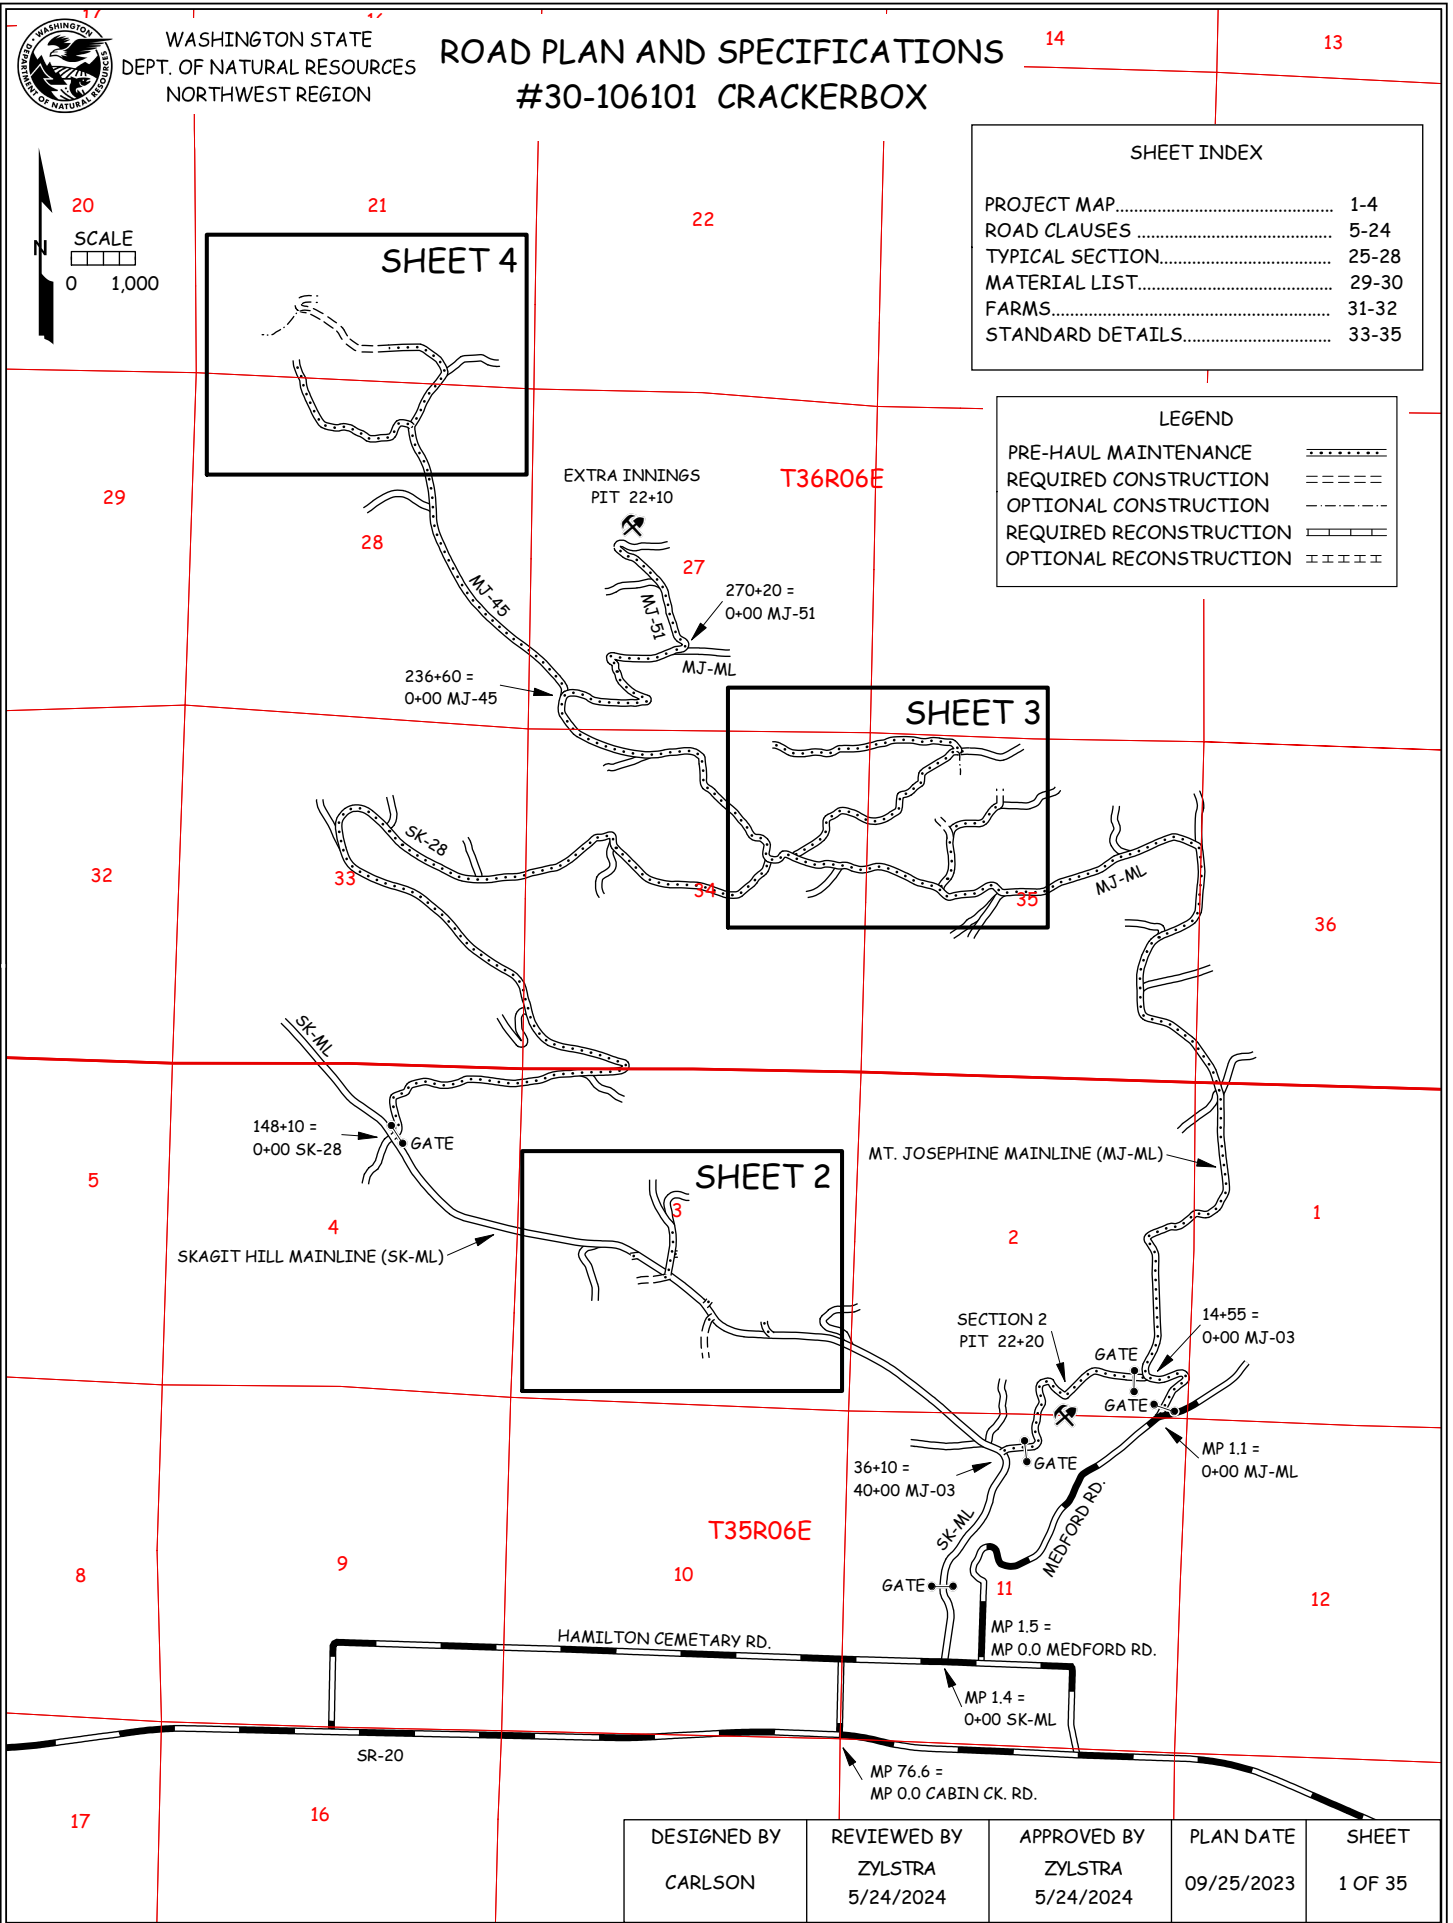 17
16
14
13
WASHINGTON
DEPARTMENT OF NATURAL RESOURCES
WASHINGTON STATE
DEPT. OF NATURAL RESOURCES
NORTHWEST REGION
ROAD PLAN AND SPECIFICATIONS
#30-106101 CRACKERBOX
SHEET INDEX
PROJECT MAP 1-4
ROAD CLAUSES 5-24
TYPICAL SECTION 25-28
MATERIAL LIST 29-30
FARMS 31-32
STANDARD DETAILS 33-35
N
SCALE
0 1,000
20
21
22
SHEET 4
LEGEND
PRE-HAUL MAINTENANCE
REQUIRED CONSTRUCTION
OPTIONAL CONSTRUCTION
REQUIRED RECONSTRUCTION
OPTIONAL RECONSTRUCTION
29
28
EXTRA INNINGS
PIT 22+10
T36R06E
27
MJ-45
MJ-51
270+20 =
0+00 MJ-51
MJ-ML
236+60 =
0+00 MJ-45
SHEET 3
SK-28
32
33
34
35
MJ-ML
36
SK-ML
148+10 =
0+00 SK-28
GATE
5
4
SKAGIT HILL MAINLINE (SK-ML)
SHEET 2
3
MT. JOSEPHINE MAINLINE (MJ-ML)
2
1
SECTION 2
PIT 22+20
14+55 =
0+00 MJ-03
GATE
GATE
GATE
36+10 =
40+00 MJ-03
MP 1.1 =
0+00 MJ-ML
T35R06E
SK-ML
MEDFORD RD.
8
9
10
GATE
11
12
HAMILTON CEMETARY RD.
MP 1.5 =
MP 0.0 MEDFORD RD.
MP 1.4 =
0+00 SK-ML
SR-20
MP 76.6 =
MP 0.0 CABIN CK. RD.
17
16
DESIGNED BY
CARLSON
REVIEWED BY
ZYLSTRA
5/24/2024
APPROVED BY
ZYLSTRA
5/24/2024
PLAN DATE
09/25/2023
SHEET
1 OF 35